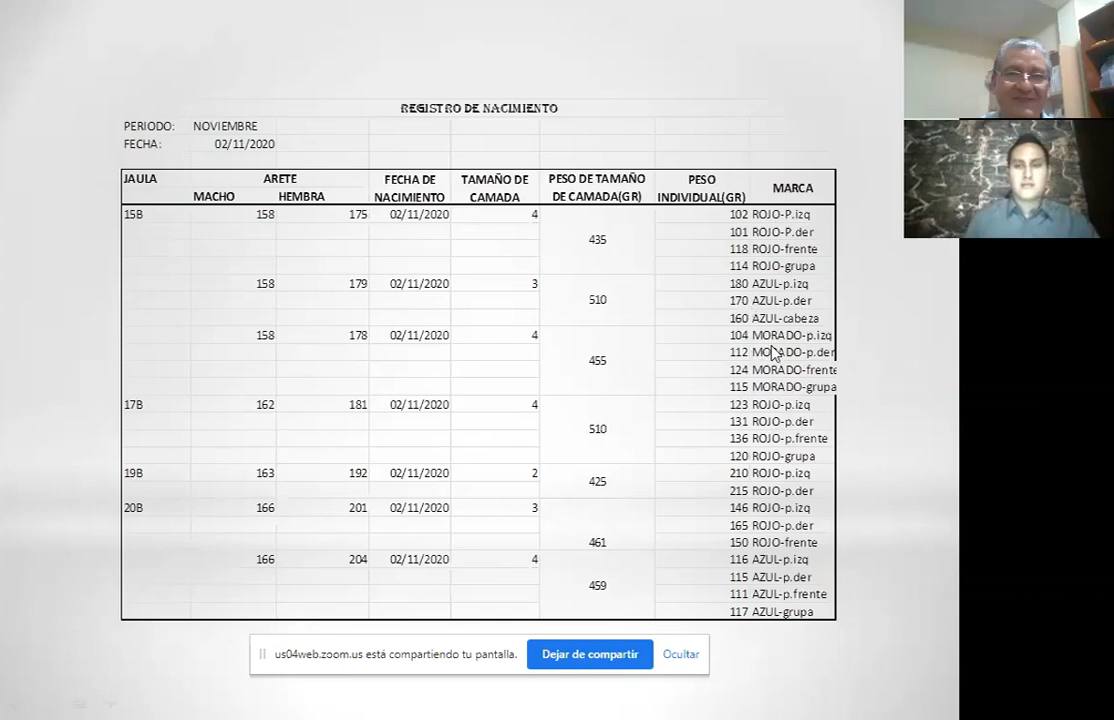 REGISTRO DE NACIMIENTO
PERIODO: NOVIEMBRE
FECHA: 02/11/2020
JAULA ARETE FECHA DE TAMAÑO DE PESO DE TAMAÑO PESO MARCA
MACHO HEMBRA NACIMIENTO CAMADA DE CAMADA(GR) INDIVIDUAL(GR)
15B 158 175 02/11/2020 4 435 102 ROJO-P.izq
101 ROJO-P.der
118 ROJO-frente
114 ROJO-grupa
158 179 02/11/2020 3 510 180 AZUL-p.izq
170 AZUL-p.der
160 AZUL-cabeza
158 178 02/11/2020 4 455 104 MORADO-p.izq
112 MORADO-p.der
124 MORADO-frente
115 MORADO-grupa
17B 162 181 02/11/2020 4 510 123 ROJO-p.izq
131 ROJO-p.der
136 ROJO-p.frente
120 ROJO-grupa
19B 163 192 02/11/2020 2 425 210 ROJO-p.izq
215 ROJO-p.der
20B 166 201 02/11/2020 3 461 146 ROJO-p.izq
165 ROJO-p.der
150 ROJO-frente
166 204 02/11/2020 4 459 116 AZUL-p.izq
115 AZUL-p.der
111 AZUL-p.frente
117 AZUL-grupa
us04web.zoom.us está compartiendo tu pantalla. Dejar de compartir Ocultar